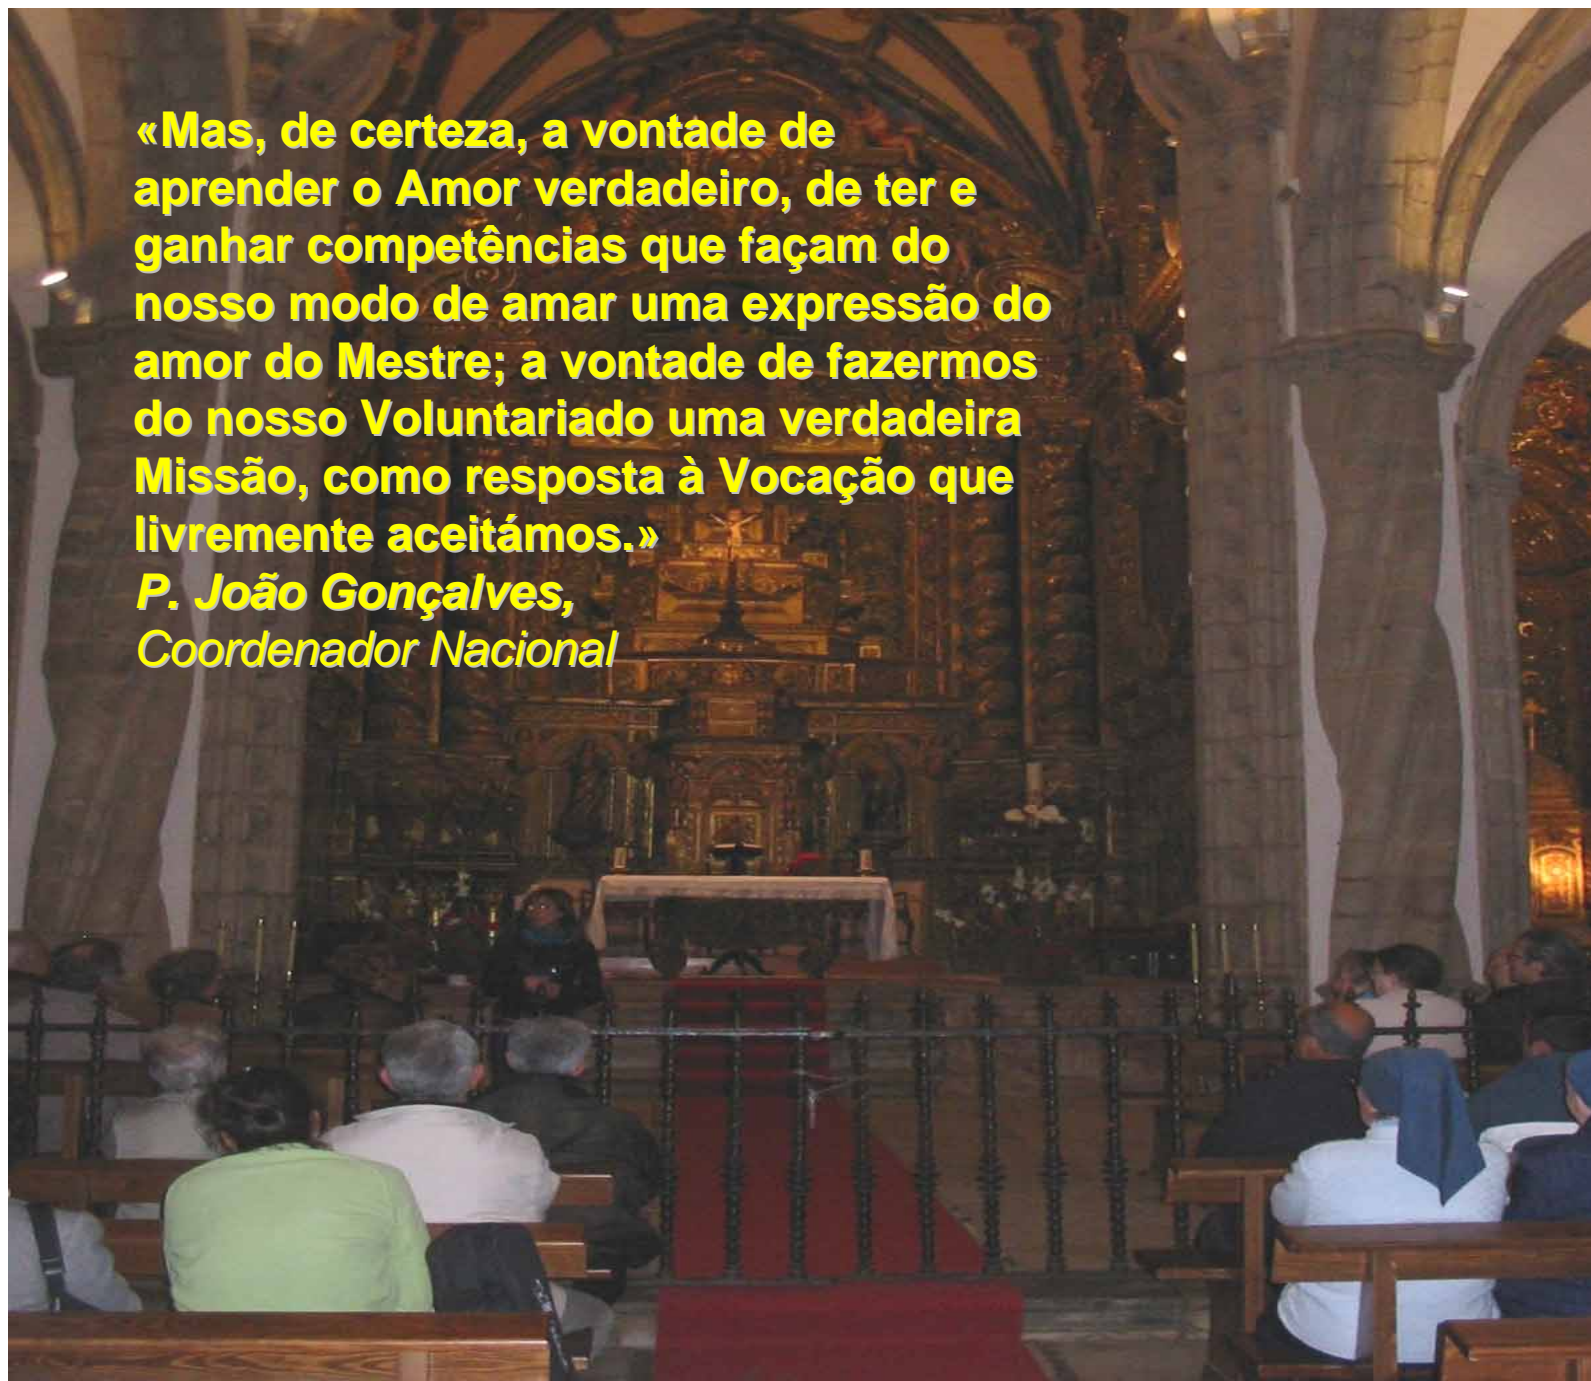 «Mas, de certeza, a vontade de
aprender o Amor verdadeiro, de ter e
ganhar competências que façam do
nosso modo de amar uma expressão do
amor do Mestre; a vontade de fazermos
do nosso Voluntariado uma verdadeira
Missão, como resposta à Vocação que
livremente aceitámos.»
P. João Gonçalves,
Coordenador Nacional